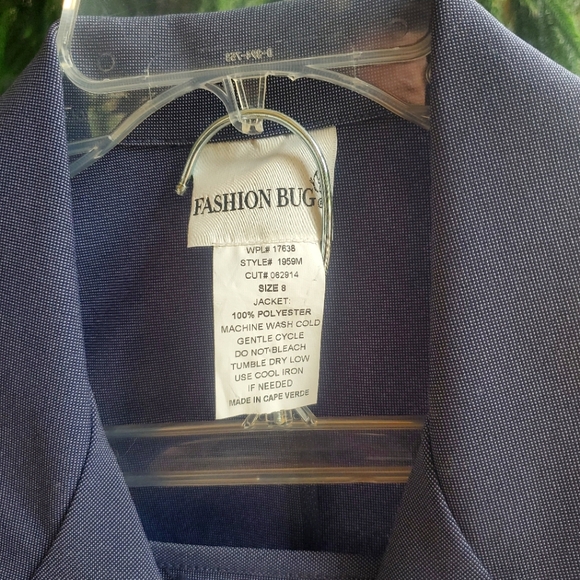 FASHION BUG
WPL# 17638
STYLE# 1959M
CUT# 062914
SIZE 8
JACKET:
100% POLYESTER
MACHINE WASH COLD
GENTLE CYCLE
DO NOT BLEACH
TUMBLE DRY LOW
USE COOL IRON
IF NEEDED
MADE IN CAPE VERDE